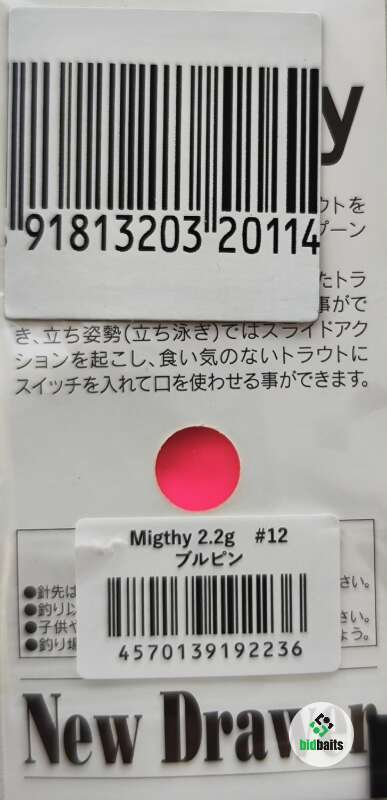 y
91813203 20114
ウトを
プーン
たトラ
事がで
き、立ち姿勢(立ち泳ぎ)ではスライドアク
ションを起こし、食い気のないトラウトに
スイッチを入れて口を使わせる事ができます。
Migthy 2.2g #12
ブルピン
4570139192236
●針先は
さい。
●釣り以
●子供や
さい。
●釣り場
ょう。
New Drawer
bidbaits